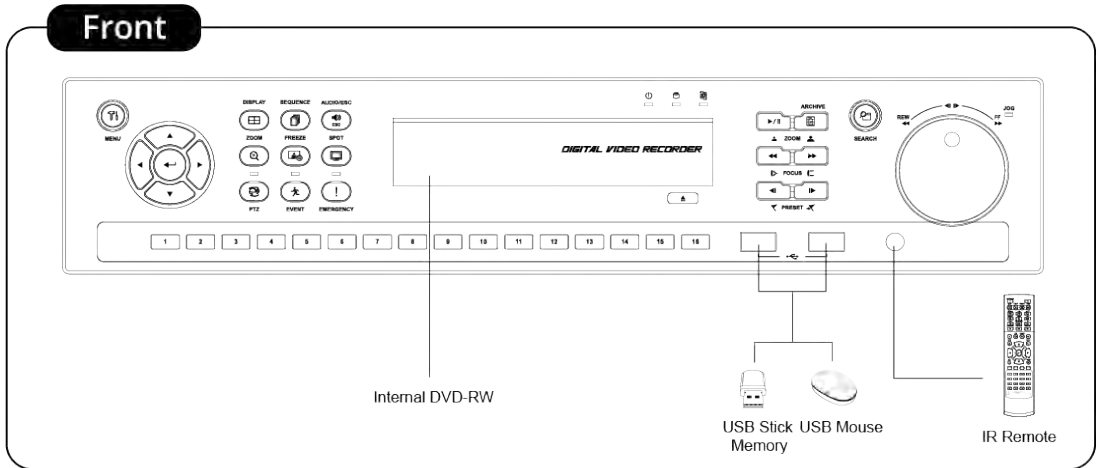 Front
DISPLAY SEQUENCE AUDIO/ESC
ESC
MENU
ZOOM FREEZE SPOT
PTZ EVENT EMERGENCY
DIGITAL VIDEO RECORDER
ARCHIVE
ZOOM
FOCUS
PRESET
SEARCH
REW
FF
JOG
1 2 3 4 5 6 7 8 9 10 11 12 13 14 15 16
Internal DVD-RW
USB Stick
Memory
USB Mouse
IR Remote